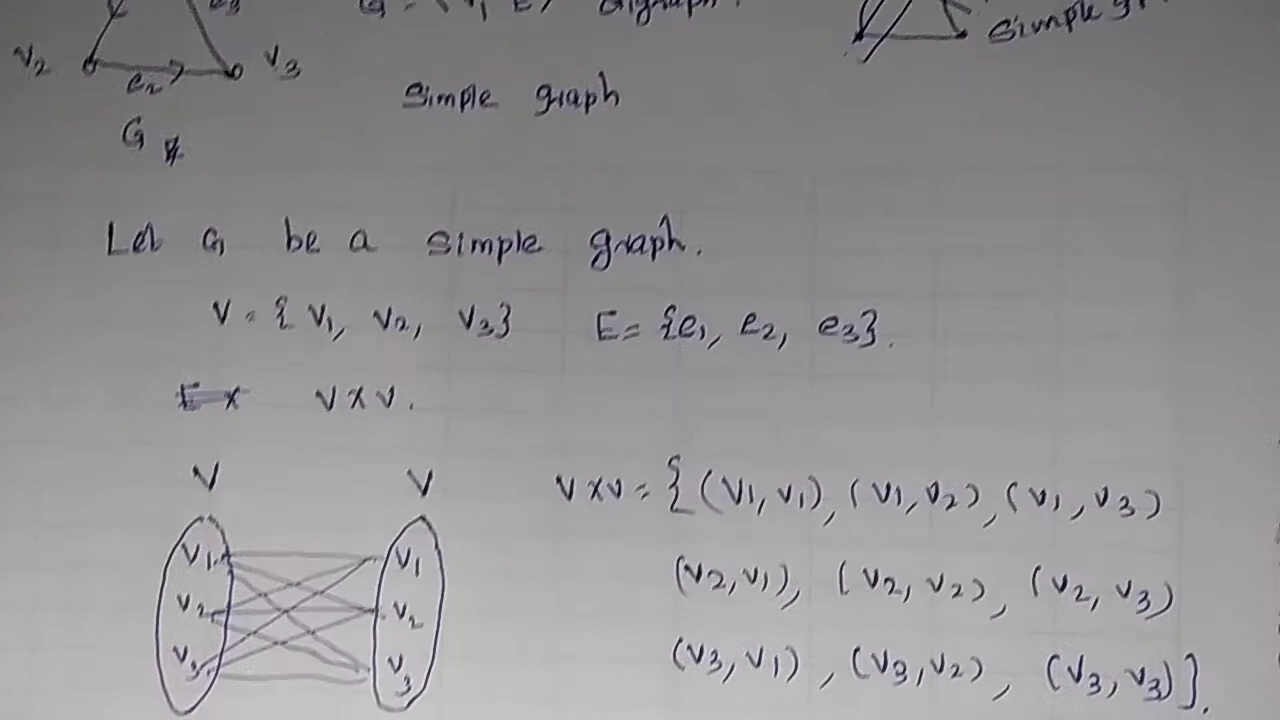 simple
v2 e2 v3
simple graph
G
Let G be a simple graph.
V = { v1, v2, v3} E = {e1, e2, e3}.
V x V.
V V
V x V = { (v1, v1), (v1, v2), (v1, v3)
(v2, v1), (v2, v2), (v2, v3)
(v3, v1), (v3, v2), (v3, v3)}.
v1 v1
v2 v2
v3 v3